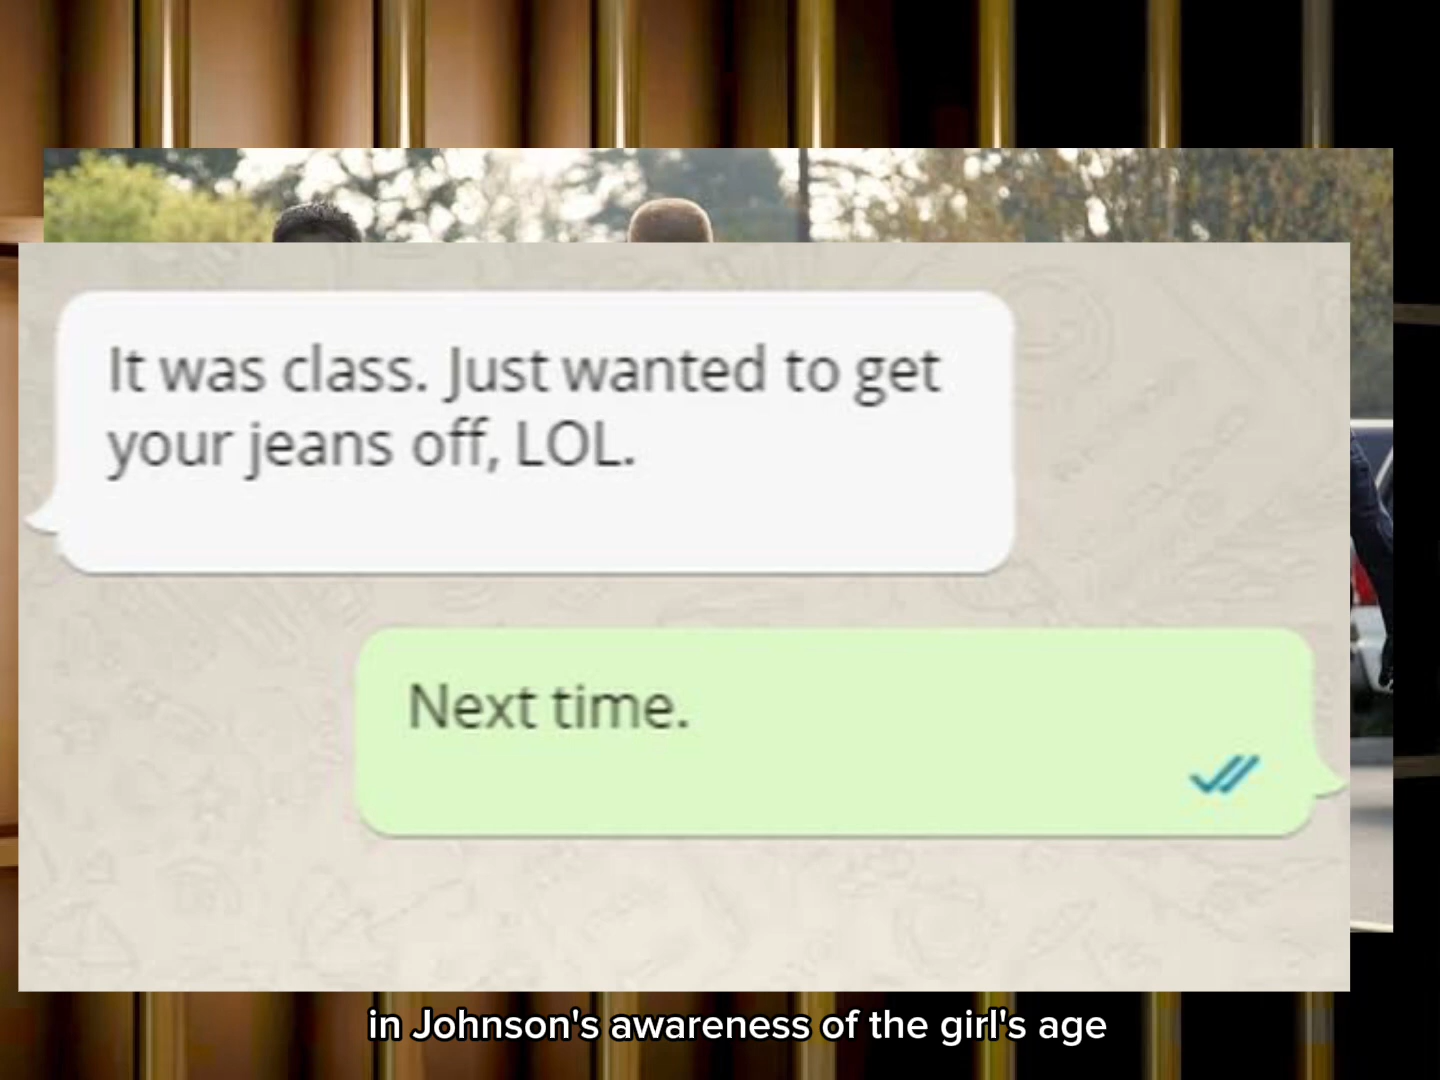 It was class. Just wanted to get
your jeans off, LOL.
Next time.
in Johnson's awareness of the girl's age